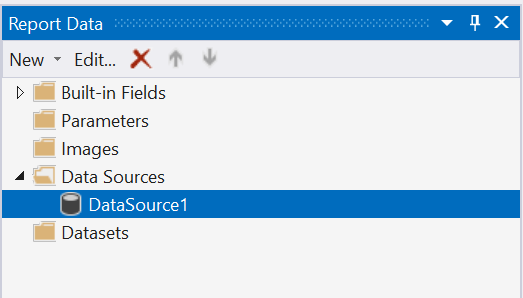 Report Data
New Edit...
Built-in Fields
Parameters
Images
Data Sources
DataSource1
Datasets